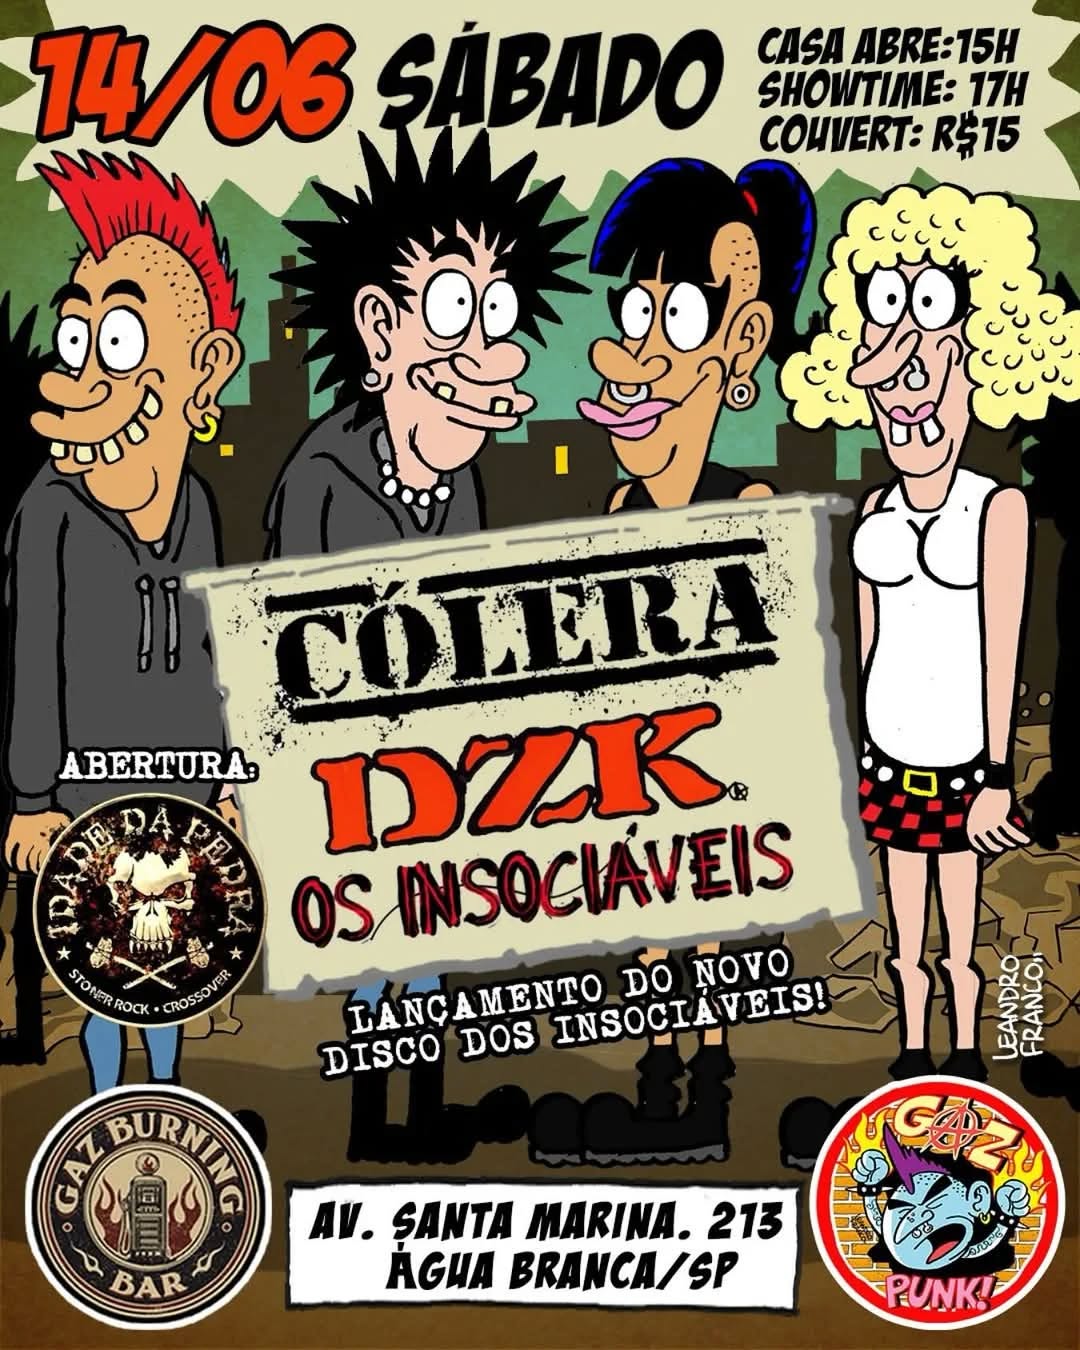 14/06 SÁBADO
CASA ABRE: 15H
SHOWTIME: 17H
COUVERT: R$15
CÓLERA
DZK®
OS INSOCIÁVEIS
ABERTURA:
IDADE DA PEDRA
STONER ROCK • CROSSOVER
LANÇAMENTO DO NOVO
DISCO DOS INSOCIÁVEIS!
LEANDRO
FRANCO
GAZ BURNING
BAR
AV. SANTA MARINA. 213
ÁGUA BRANCA/SP
GAZ
PUNK!